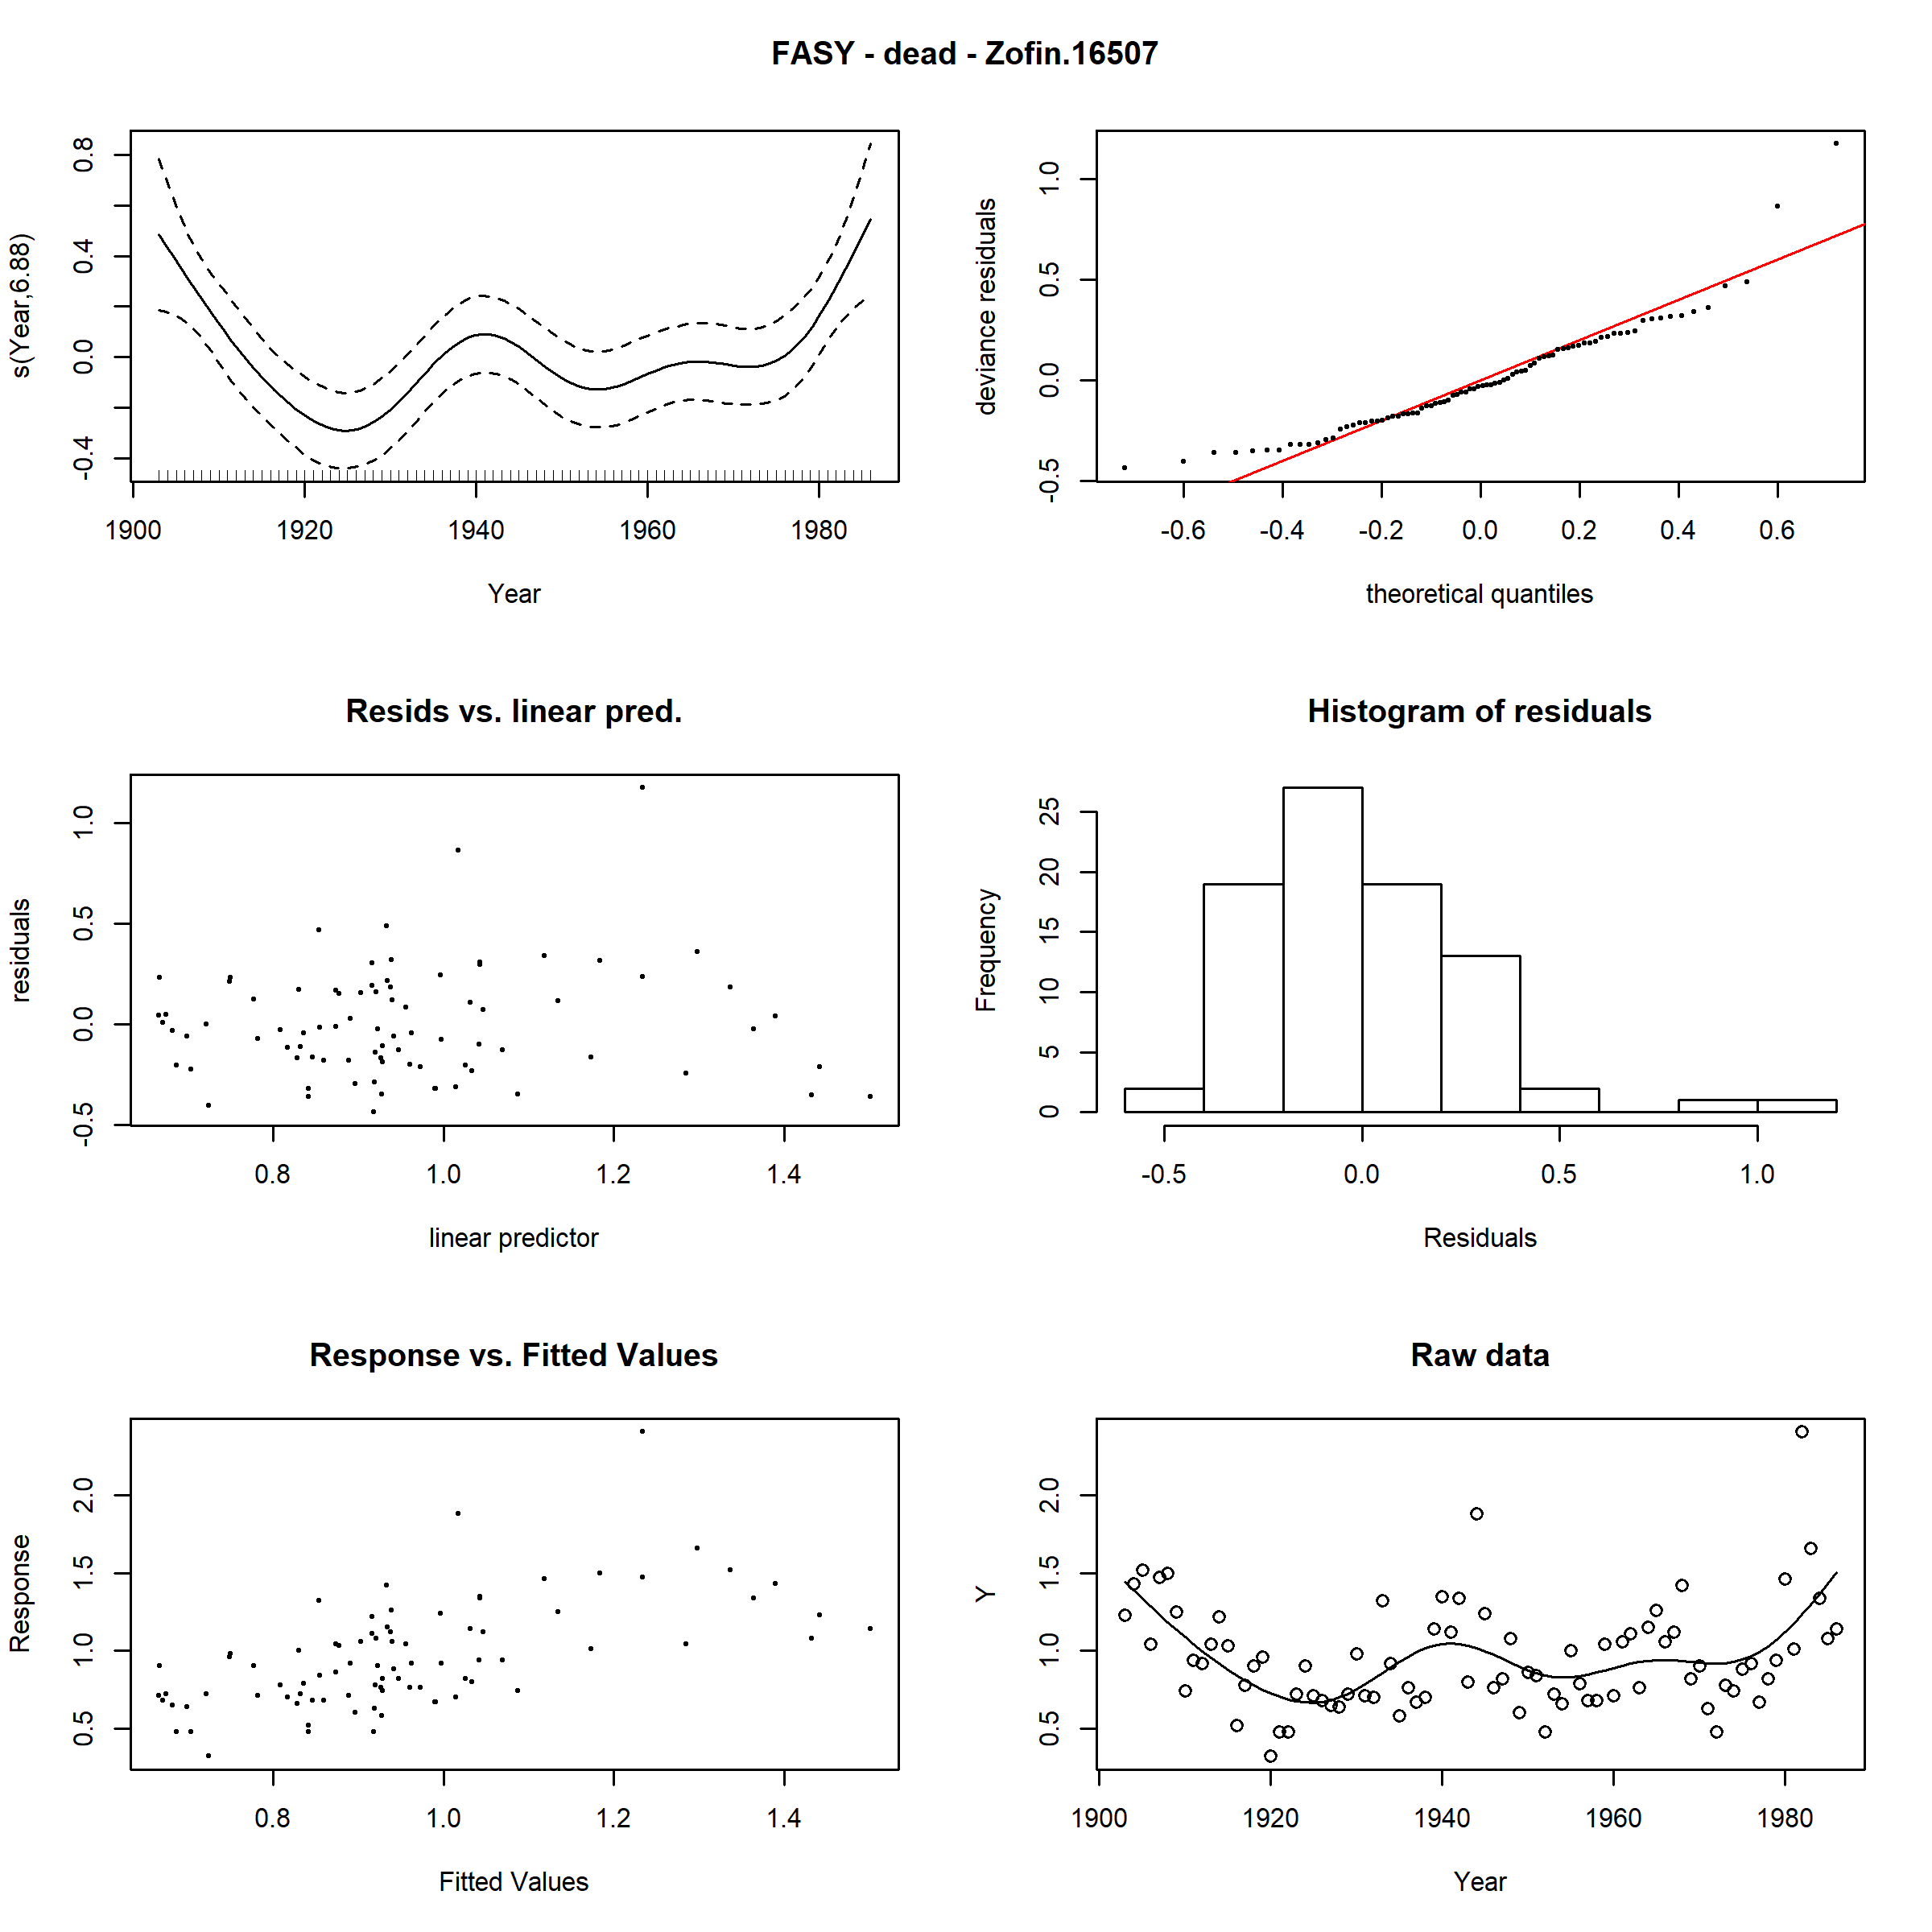 FASY - dead - Zofin.16507
s(Year,6.88)
-0.4 0.0 0.4 0.8
1900 1920 1940 1960 1980
Year
deviance residuals
-0.5 0.0 0.5 1.0
-0.6 -0.4 -0.2 0.0 0.2 0.4 0.6
theoretical quantiles
Resids vs. linear pred.
residuals
-0.5 0.0 0.5 1.0
0.8 1.0 1.2 1.4
linear predictor
Histogram of residuals
Frequency
0 5 10 15 20 25
-0.5 0.0 0.5 1.0
Residuals
Response vs. Fitted Values
Response
0.5 1.0 1.5 2.0
0.8 1.0 1.2 1.4
Fitted Values
Raw data
Y
0.5 1.0 1.5 2.0
1900 1920 1940 1960 1980
Year